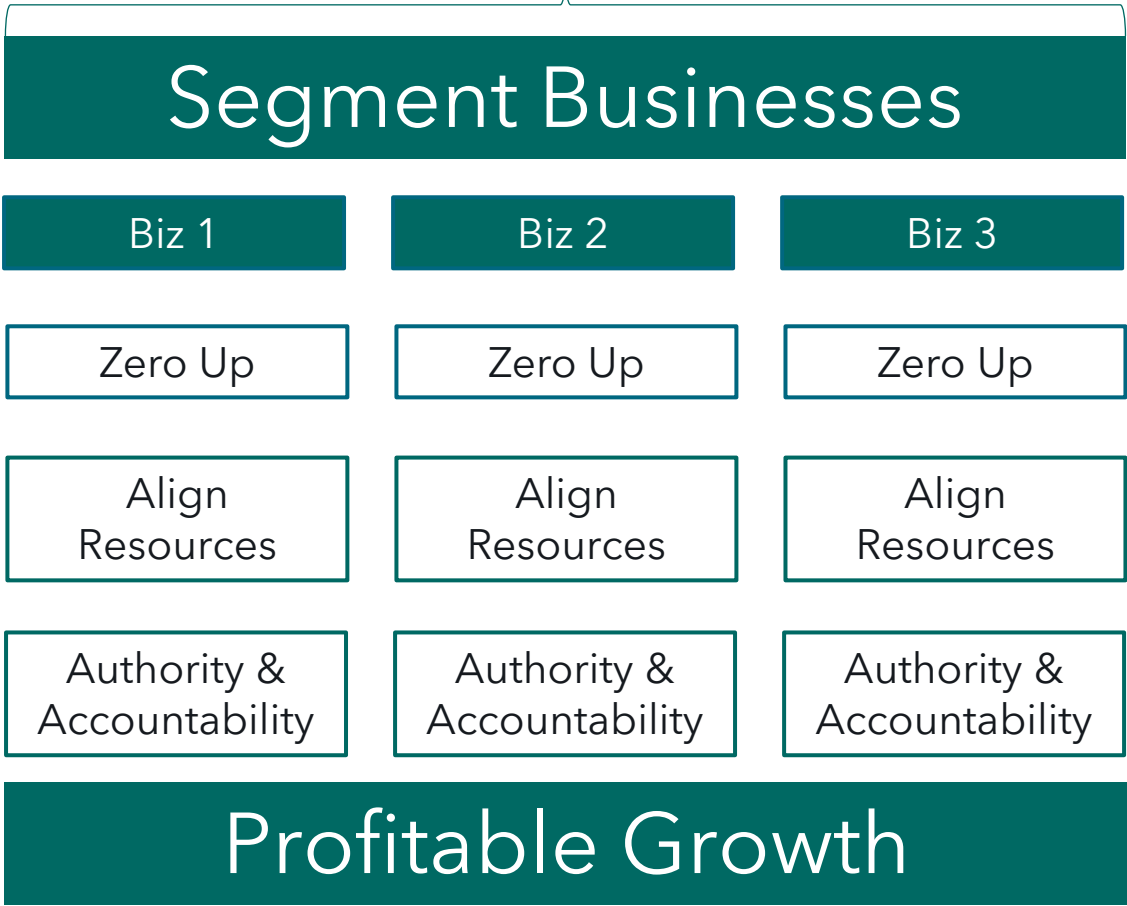 Segment Businesses
Biz 1
Biz 2
Biz 3
Zero Up
Zero Up
Zero Up
Align
Resources
Align
Resources
Align
Resources
Authority &
Accountability
Authority &
Accountability
Authority &
Accountability
Profitable Growth